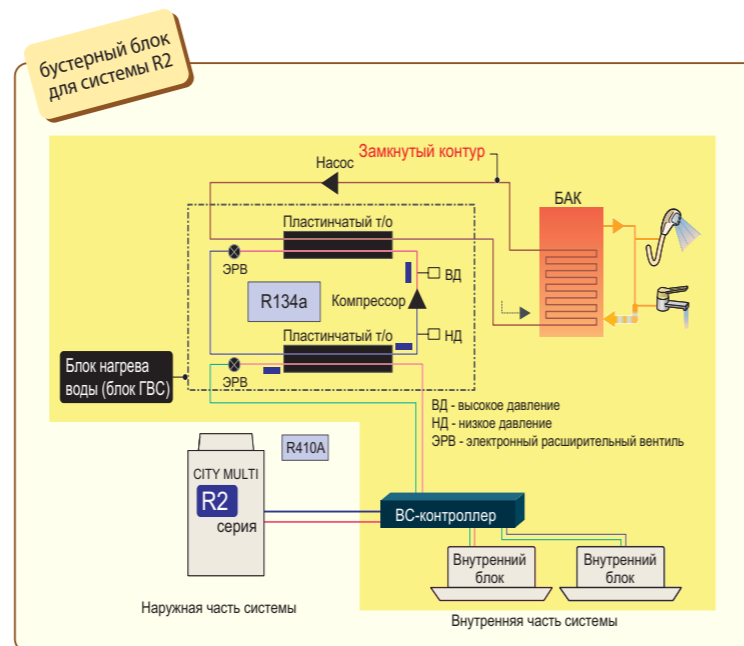 бустерный блок
для системы R2
Замкнутый контур
Насос
БАК
Пластинчатый т/о
ЭРВ
ВД
R134a
Компрессор
НД
Пластинчатый т/о
ЭРВ
Блок нагрева
воды (блок ГВС)
ВД - высокое давление
НД - низкое давление
ЭРВ - электронный расширительный вентиль
R410A
CITY MULTI
R2
серия
ВС-контроллер
Внутренний
блок
Внутренний
блок
Наружная часть системы
Внутренняя часть системы